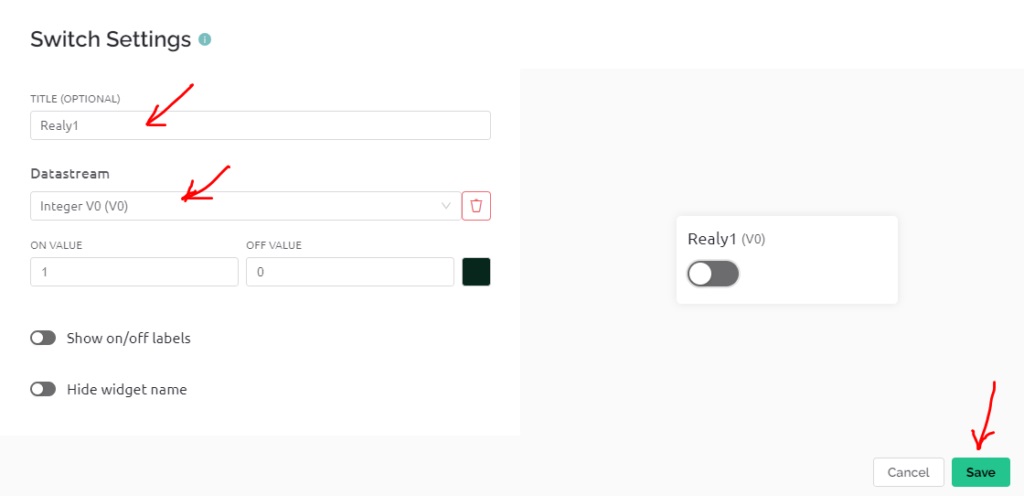 Switch Settings
TITLE (OPTIONAL)
Realy1
Datastream
Integer V0 (V0)
ON VALUE
OFF VALUE
1
0
Show on/off labels
Hide widget name
Realy1 (V0)
Cancel
Save